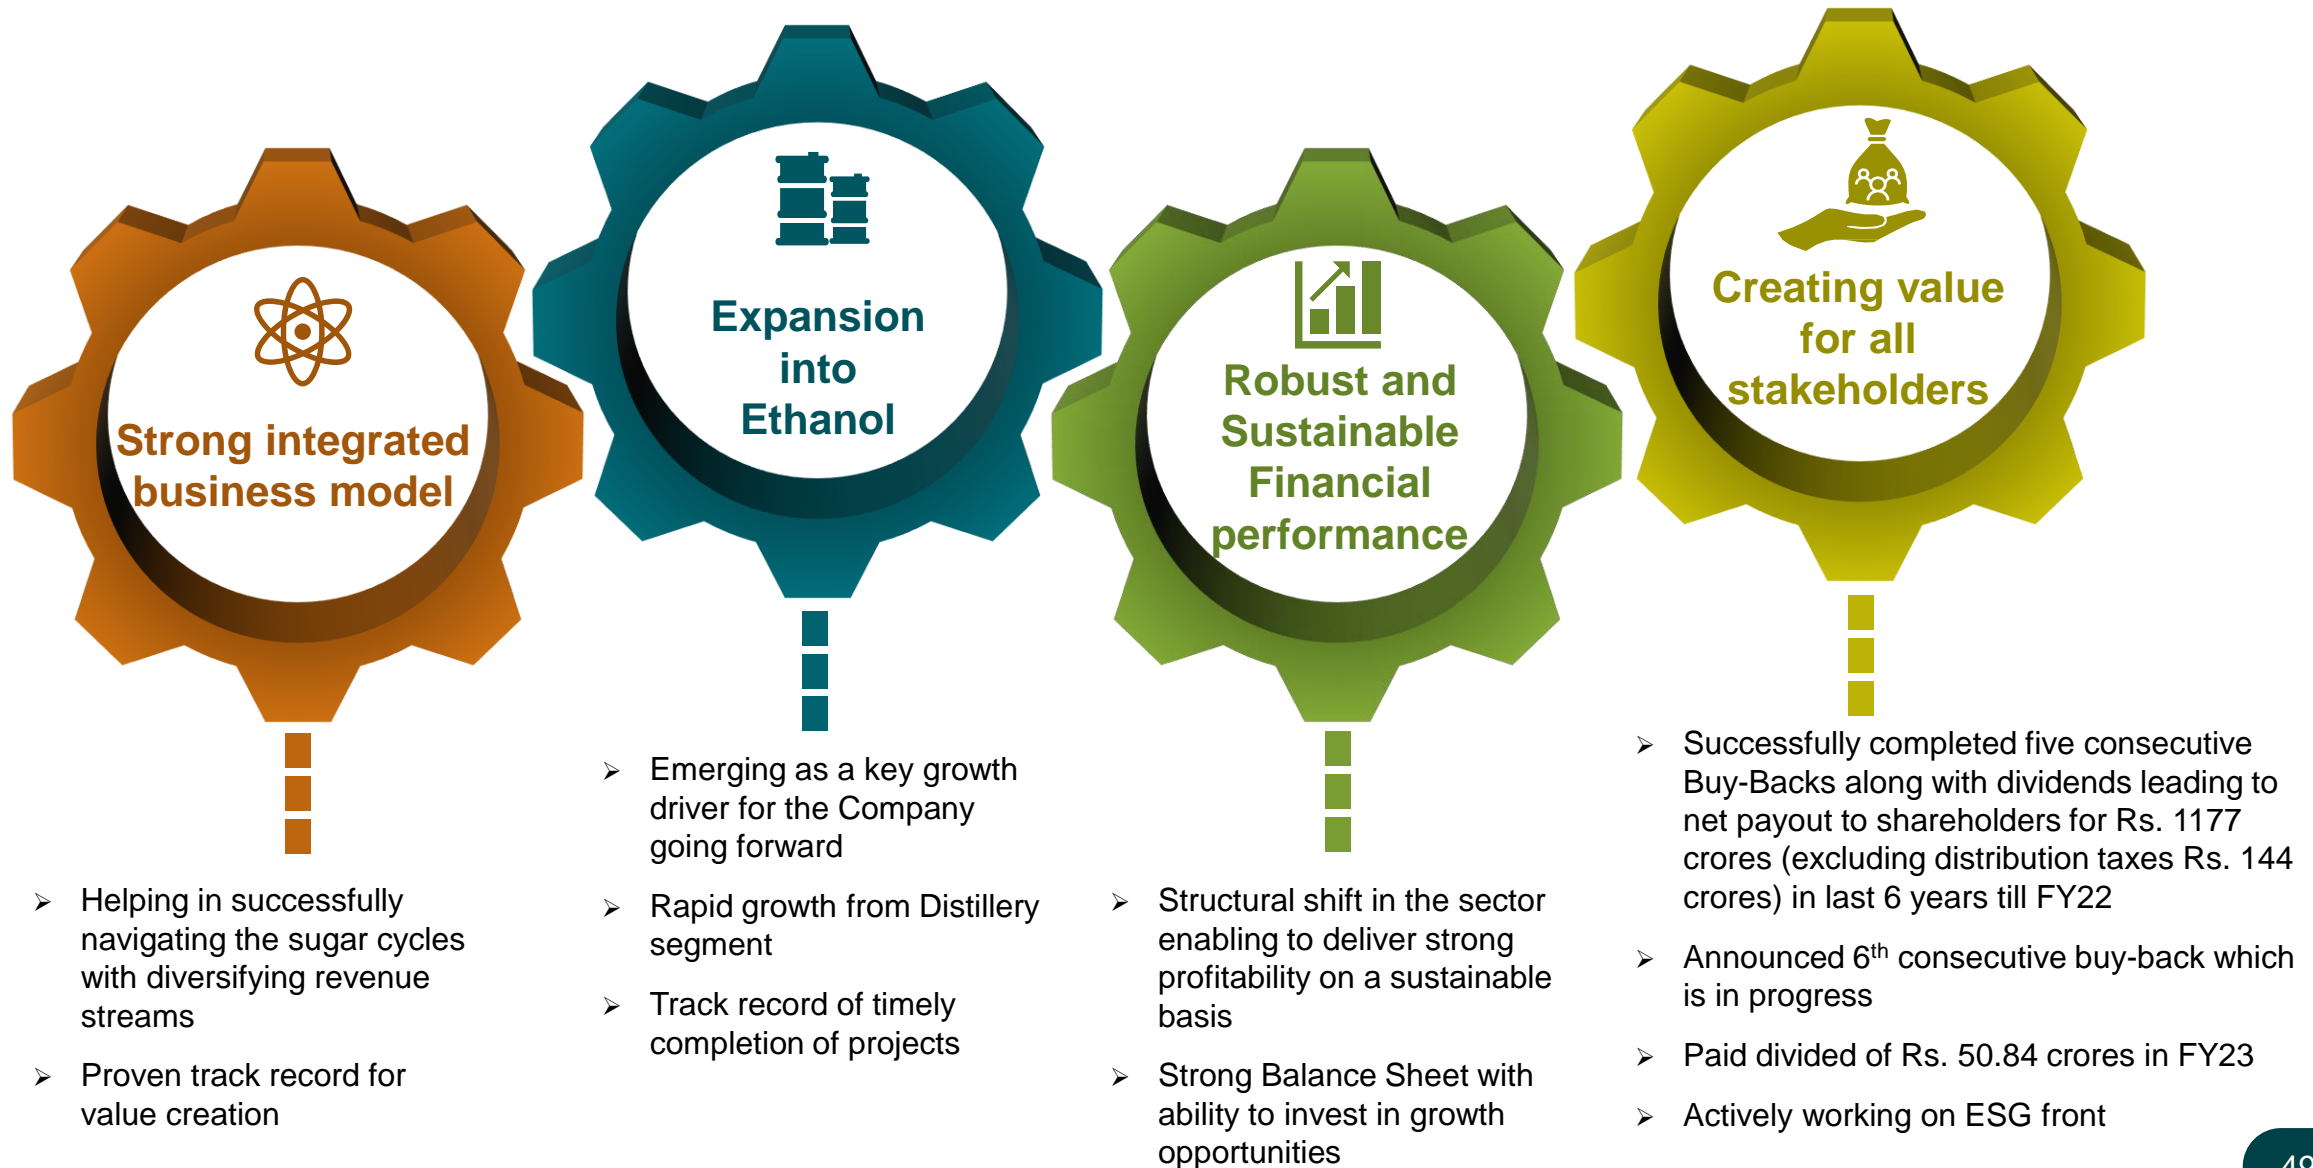 Strong integrated
business model
➢ Helping in successfully
navigating the sugar cycles
with diversifying revenue
streams
➢ Proven track record for
value creation
Expansion
into
Ethanol
➢ Emerging as a key growth
driver for the Company
going forward
➢ Rapid growth from Distillery
segment
➢ Track record of timely
completion of projects
Robust and
Sustainable
Financial
performance
➢ Structural shift in the sector
enabling to deliver strong
profitability on a sustainable
basis
➢ Strong Balance Sheet with
ability to invest in growth
opportunities
Creating value
for all
stakeholders
➢ Successfully completed five consecutive
Buy-Backs along with dividends leading to
net payout to shareholders for Rs. 1177
crores (excluding distribution taxes Rs. 144
crores) in last 6 years till FY22
➢ Announced 6th consecutive buy-back which
is in progress
➢ Paid divided of Rs. 50.84 crores in FY23
➢ Actively working on ESG front